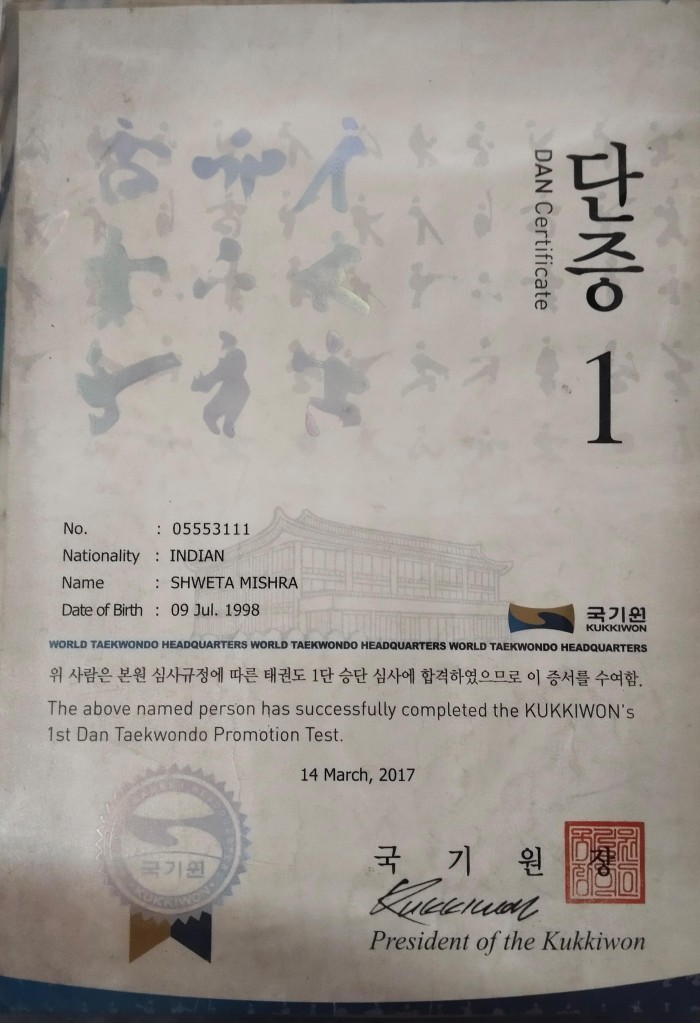 단증
DAN Certificate
1
No. : 05553111
Nationality : INDIAN
Name : SHWETA MISHRA
Date of Birth : 09 Jul. 1998
국기원
KUKKIWON
WORLD TAEKWONDO HEADQUARTERS WORLD TAEKWONDO HEADQUARTERS WORLD TAEKWONDO HEADQUARTERS
위 사람은 본원 심사규정에 따른 태권도 1단 승단 심사에 합격하였으므로 이 증서를 수여함.
The above named person has successfully completed the KUKKIWON's
1st Dan Taekwondo Promotion Test.
14 March, 2017
국기원
KUKKIWON
국 기 원 장
Kukkiwon
President of the Kukkiwon